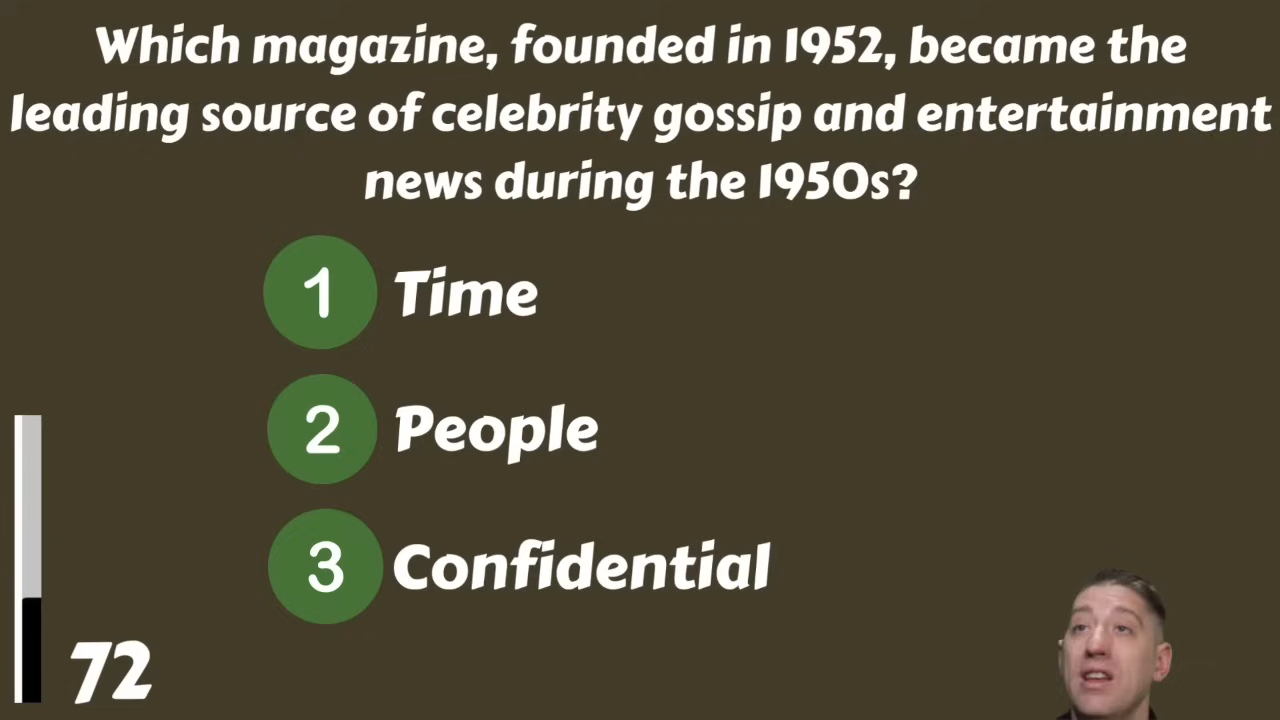 Which magazine, founded in 1952, became the
leading source of celebrity gossip and entertainment
news during the 1950s?
1 Time
2 People
3 Confidential
72